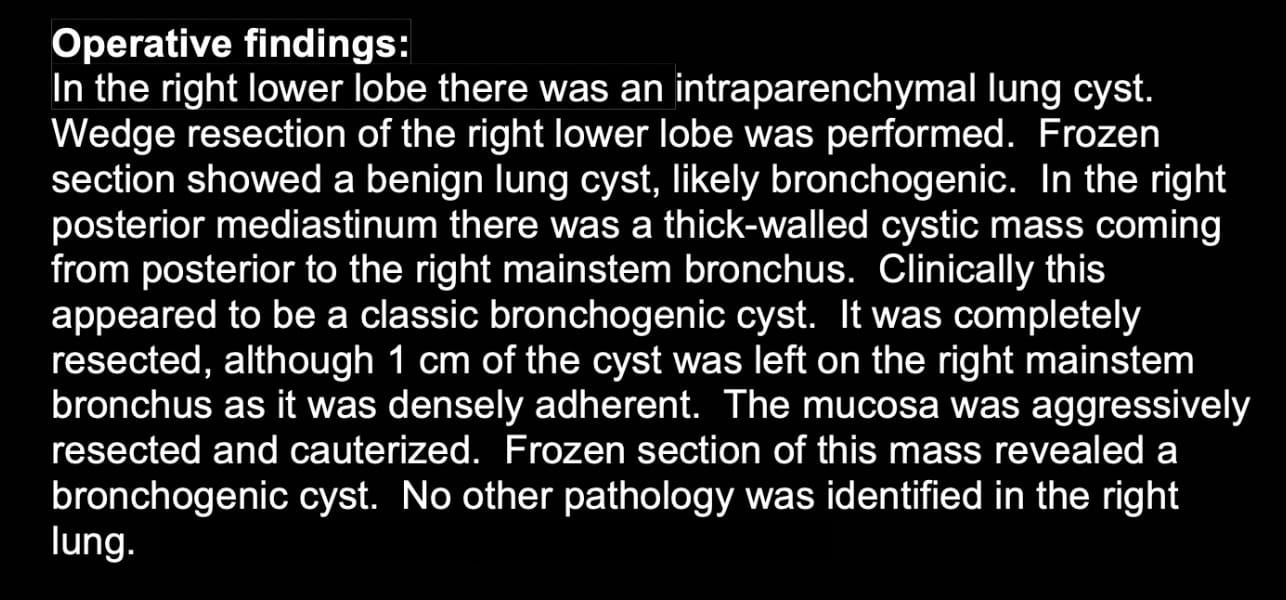 Operative findings:
In the right lower lobe there was an intraparenchymal lung cyst.
Wedge resection of the right lower lobe was performed.  Frozen
section showed a benign lung cyst, likely bronchogenic.  In the right
posterior mediastinum there was a thick-walled cystic mass coming
from posterior to the right mainstem bronchus.  Clinically this
appeared to be a classic bronchogenic cyst.  It was completely
resected, although 1 cm of the cyst was left on the right mainstem
bronchus as it was densely adherent.  The mucosa was aggressively
resected and cauterized.  Frozen section of this mass revealed a
bronchogenic cyst.  No other pathology was identified in the right
lung.